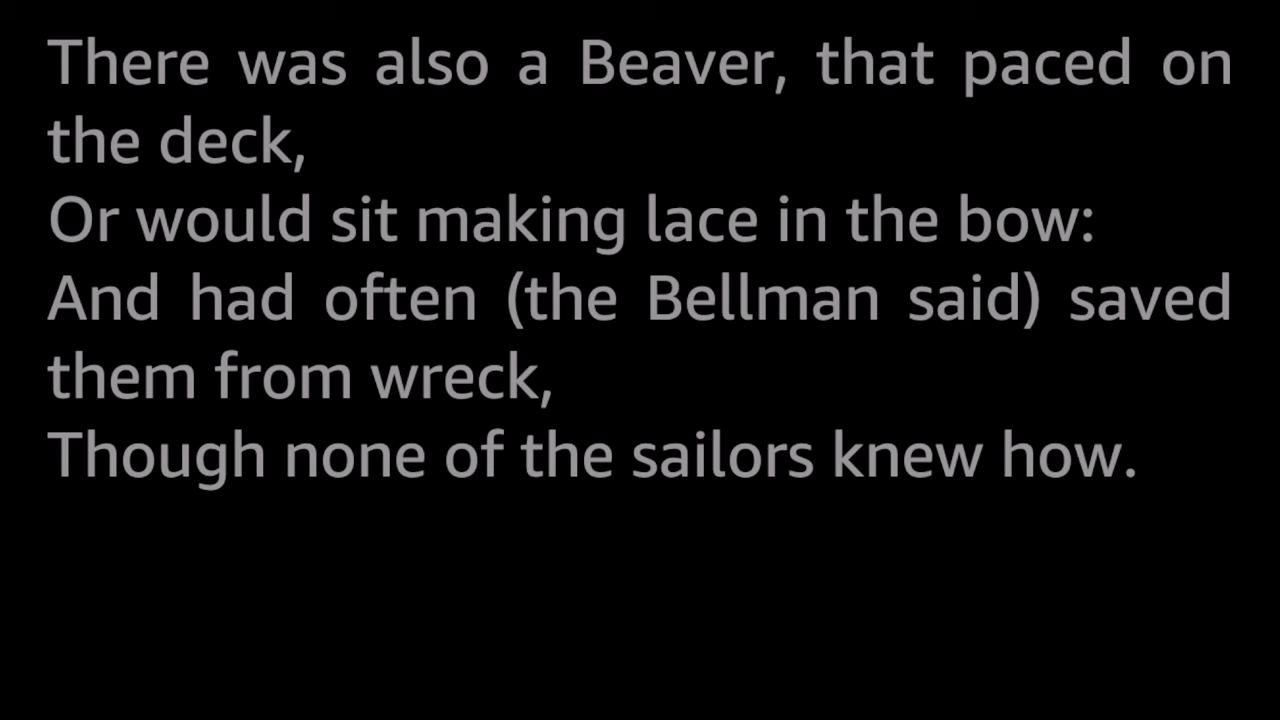 There was also a Beaver, that paced on
the deck,
Or would sit making lace in the bow:
And had often (the Bellman said) saved
them from wreck,
Though none of the sailors knew how.